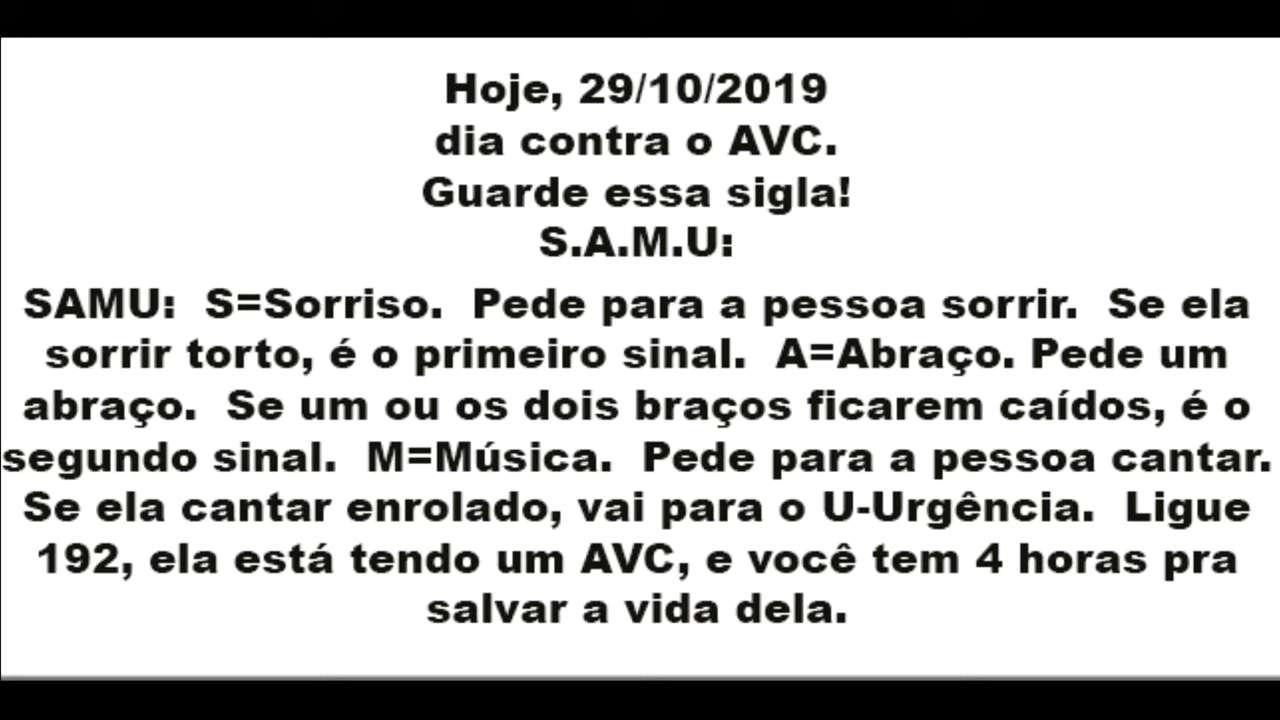 Hoje, 29/10/2019
dia contra o AVC.
Guarde essa sigla!
S.A.M.U:
SAMU:  S=Sorriso.  Pede para a pessoa sorrir.  Se ela
sorrir torto, é o primeiro sinal.  A=Abraço. Pede um
abraço.  Se um ou os dois braços ficarem caídos, é o
segundo sinal.  M=Música.  Pede para a pessoa cantar.
Se ela cantar enrolado, vai para o U-Urgência.  Ligue
192, ela está tendo um AVC, e você tem 4 horas pra
salvar a vida dela.